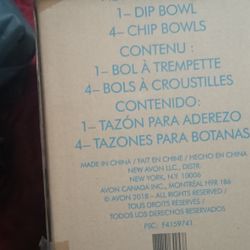 1– DIP BOWL
4– CHIP BOWLS
CONTENU :
1– BOL À TREMPETTE
4– BOLS À CROUSTILLES
CONTENIDO:
1– TAZÓN PARA ADEREZO
4– TAZONES PARA BOTANAS
MADE IN CHINA / FAIT EN CHINE / HECHO EN CHINA
NEW AVON LLC., DISTR.
NEW YORK, N.Y. 10006
AVON CANADA INC., MONTRÉAL H9R 1B6
© AVON 2018 – ALL RIGHTS RESERVED /
TOUS DROITS RÉSERVÉS /
TODOS LOS DERECHOS RESERVADOS
PSC: F4159741